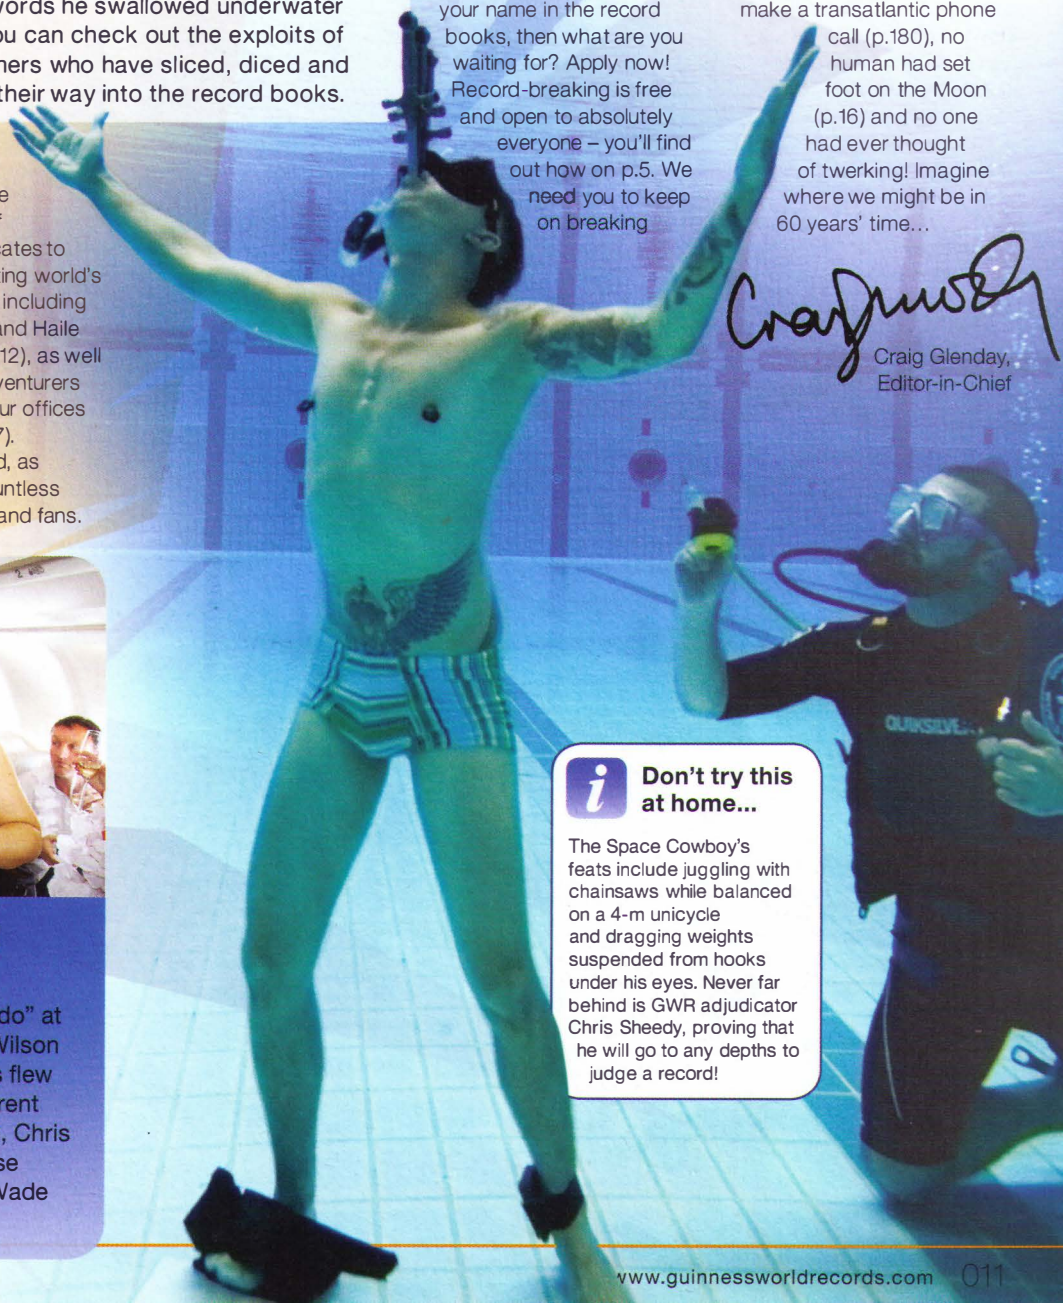 words he swallowed underwater
ou can check out the exploits of
ners who have sliced, diced and
their way into the record books.
e
cates to
ting world's
including
and Haile
12), as well
venturers
ur offices
7).
d, as
untless
and fans.
do" at
Wilson
s flew
rent
, Chris
se
Wade
your name in the record
books, then what are you
waiting for? Apply now!
Record-breaking is free
and open to absolutely
everyone – you'll find
out how on p.5. We
need you to keep
on breaking
make a transatlantic phone
call (p.180), no
human had set
foot on the Moon
(p.16) and no one
had ever thought
of twerking! Imagine
where we might be in
60 years' time...
Craig Glenday,
Editor-in-Chief
QUIKSILVE
i
Don't try this
at home...
The Space Cowboy's
feats include juggling with
chainsaws while balanced
on a 4-m unicycle
and dragging weights
suspended from hooks
under his eyes. Never far
behind is GWR adjudicator
Chris Sheedy, proving that
he will go to any depths to
judge a record!
www.guinnessworldrecords.com 011